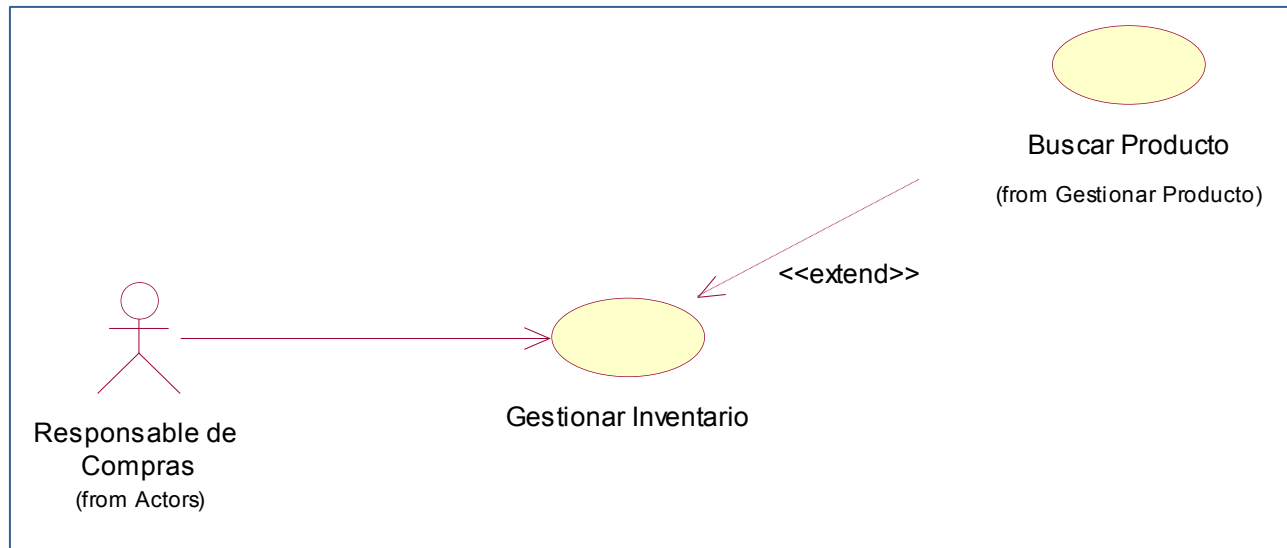 Buscar Producto
(from Gestionar Producto)
<<extend>>
Gestionar Inventario
Responsable de
Compras
(from Actors)